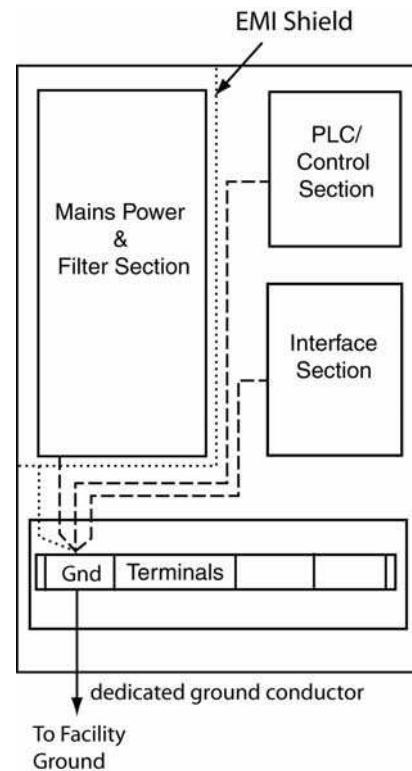 EMI Shield
Mains Power
&
Filter Section
PLC/
Control
Section
Interface
Section
Gnd
Terminals
dedicated ground conductor
To Facility
Ground